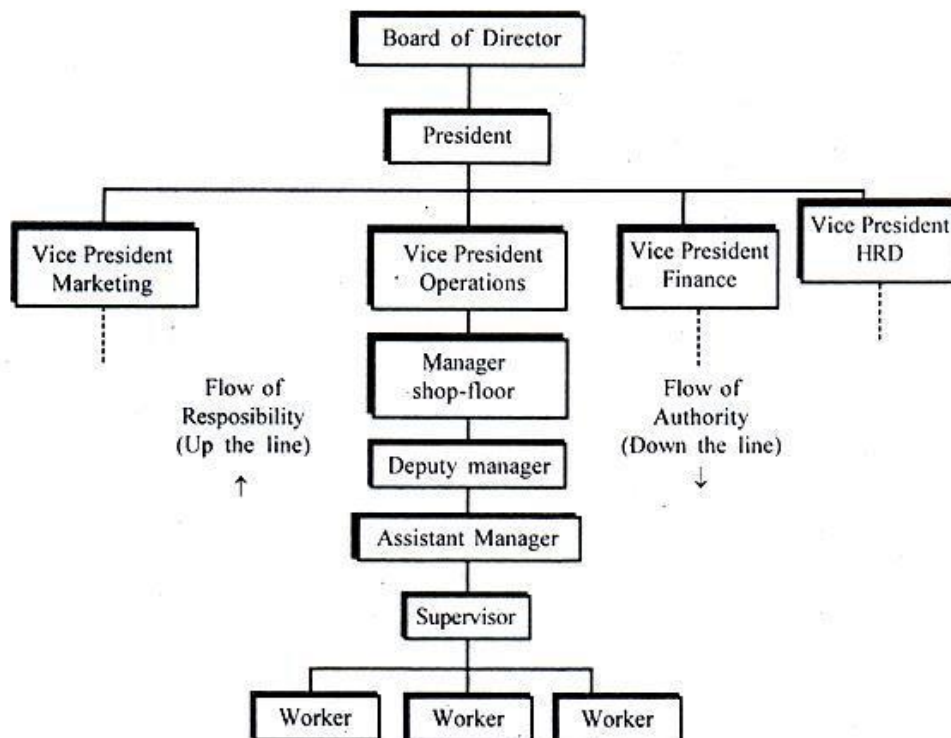 Board of Director
President
Vice President
Marketing
Vice President
Operations
Vice President
Finance
Vice President
HRD
Manager
shop-floor
Flow of
Resposibility
(Up the line)
↑
Flow of
Authority
(Down the line)
↓
Deputy manager
Assistant Manager
Supervisor
Worker
Worker
Worker